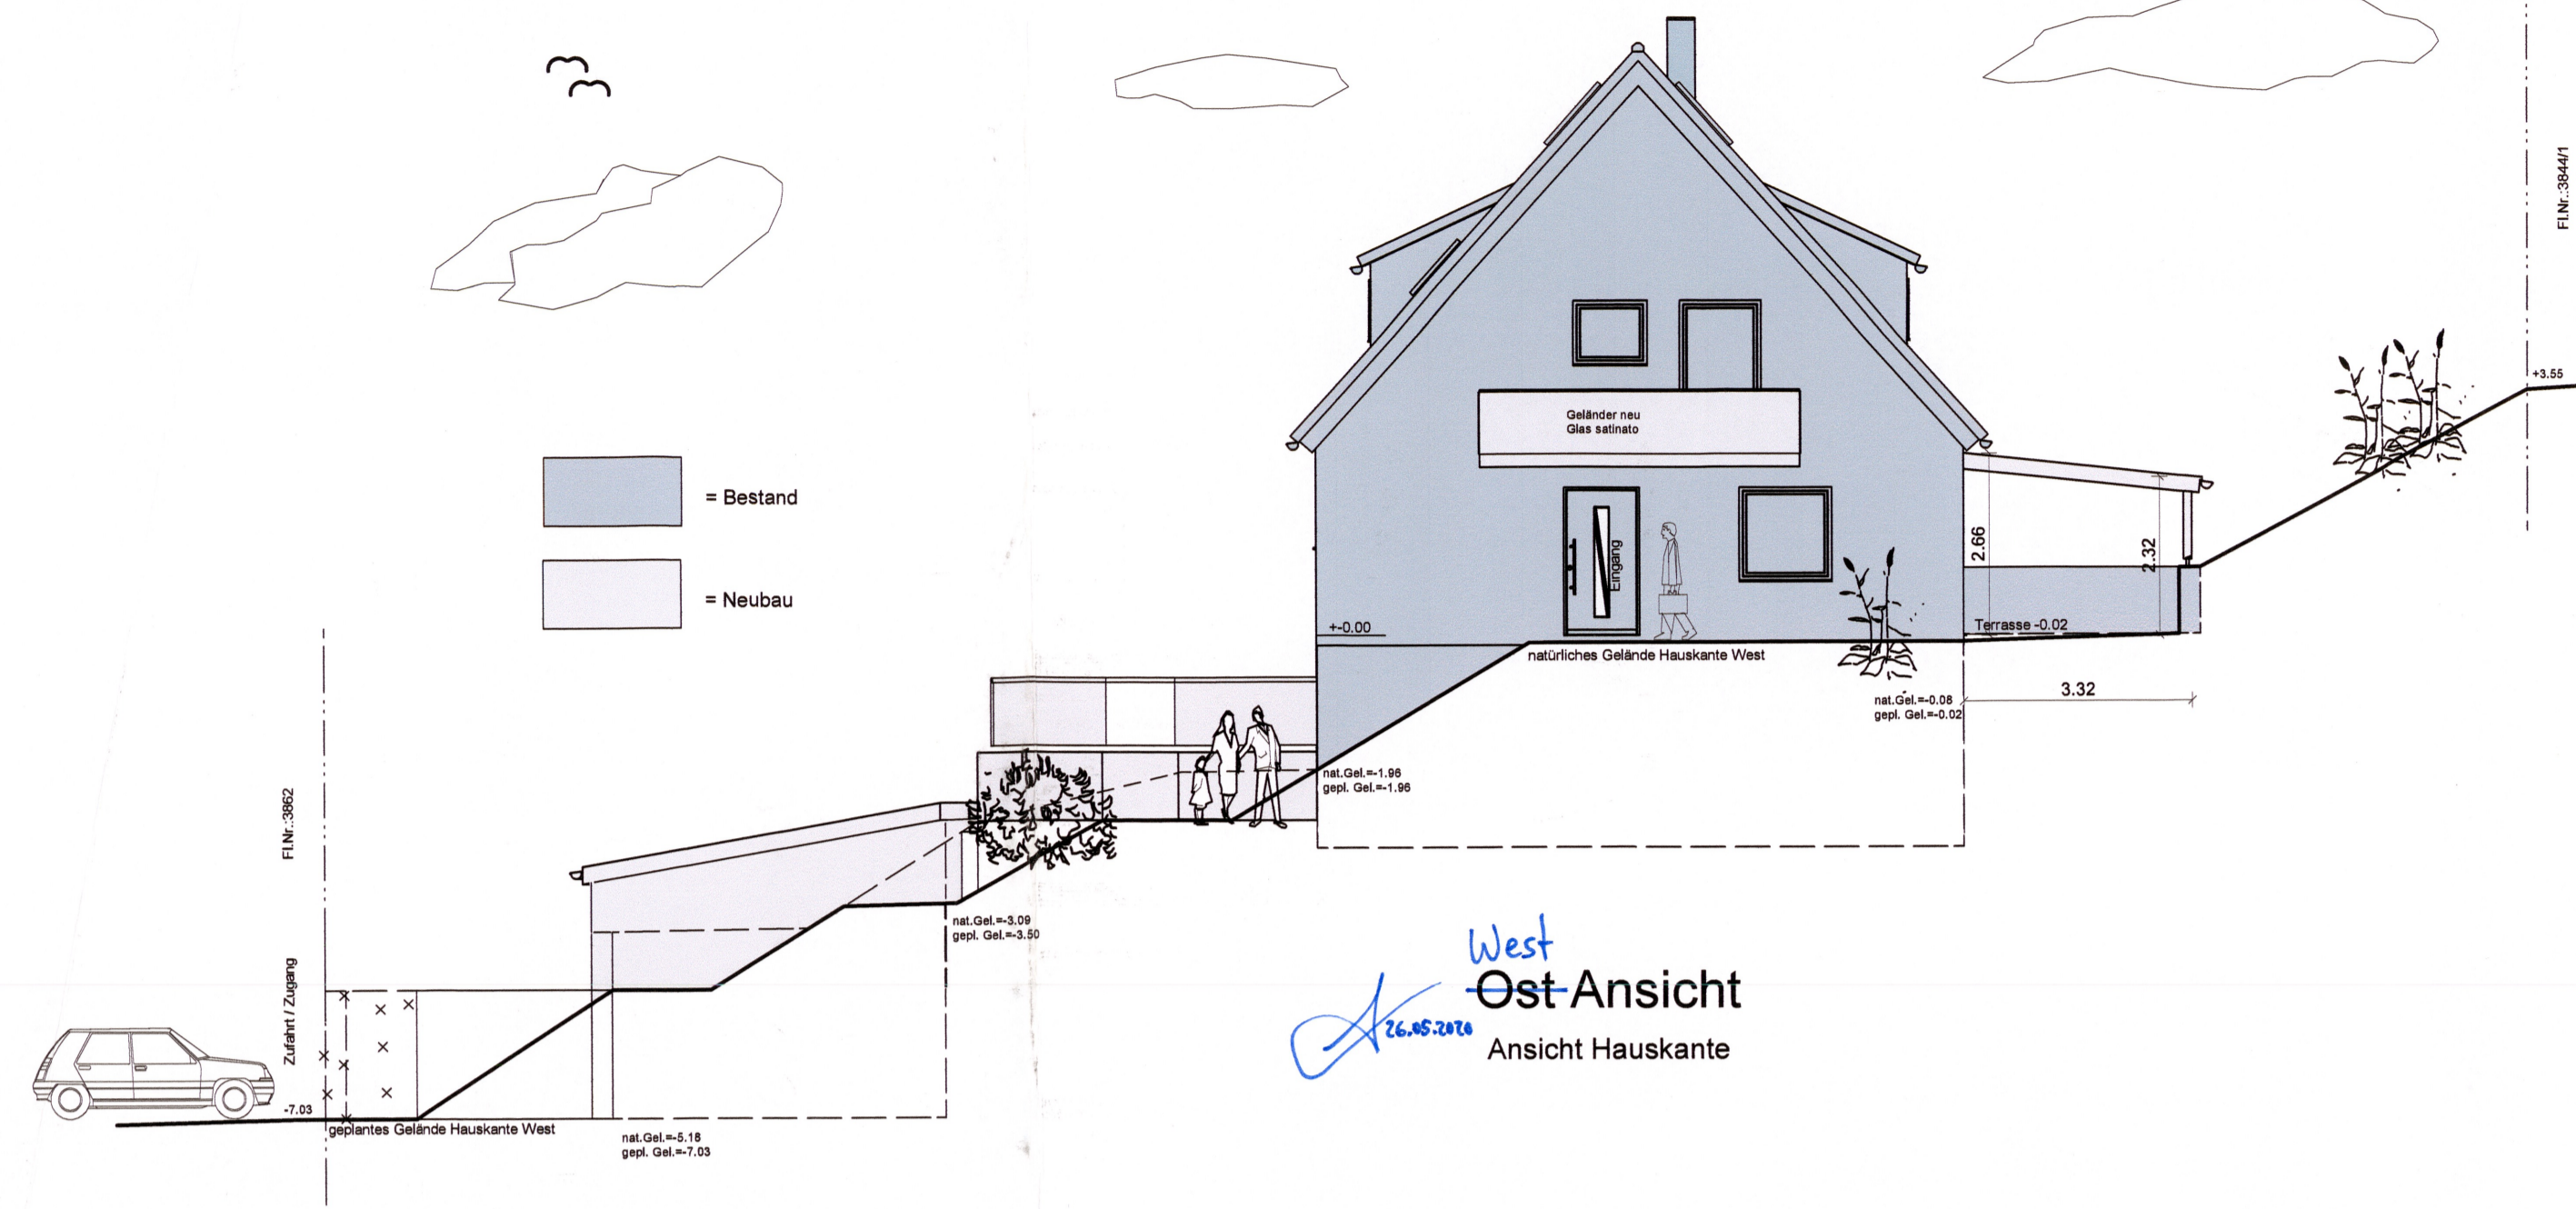 Fl.Nr.:3844/1
+3.55
Geländer neu
Glas satinato
= Bestand
= Neubau
Eingang
2.66
2.32
+-0.00
Terrasse -0.02
natürliches Gelände Hauskante West
3.32
nat.Gel.=-0.08
gepl. Gel.=-0.02
nat.Gel.=-1.96
gepl. Gel.=-1.96
Fl.Nr.:3862
nat.Gel.=-3.09
gepl. Gel.=-3.50
Zufahrt / Zugang
West
Ost Ansicht
26.05.2020
Ansicht Hauskante
-7.03
geplantes Gelände Hauskante West
nat.Gel.=-5.18
gepl. Gel.=-7.03